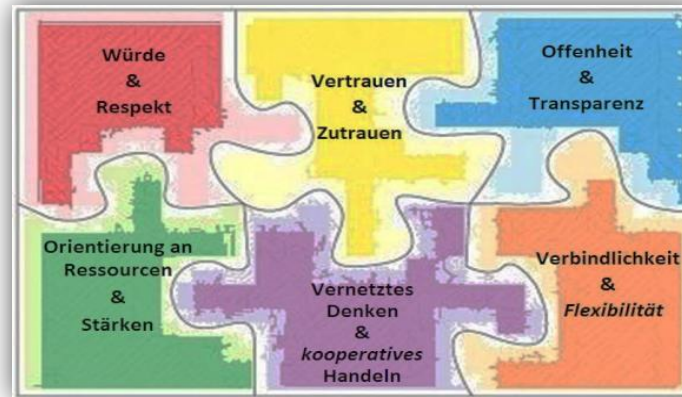 Würde
&
Respekt
Vertrauen
&
Zutrauen
Offenheit
&
Transparenz
Orientierung an
Ressourcen
&
Stärken
Vernetztes
Denken
&
kooperatives
Handeln
Verbindlichkeit
&
Flexibilität